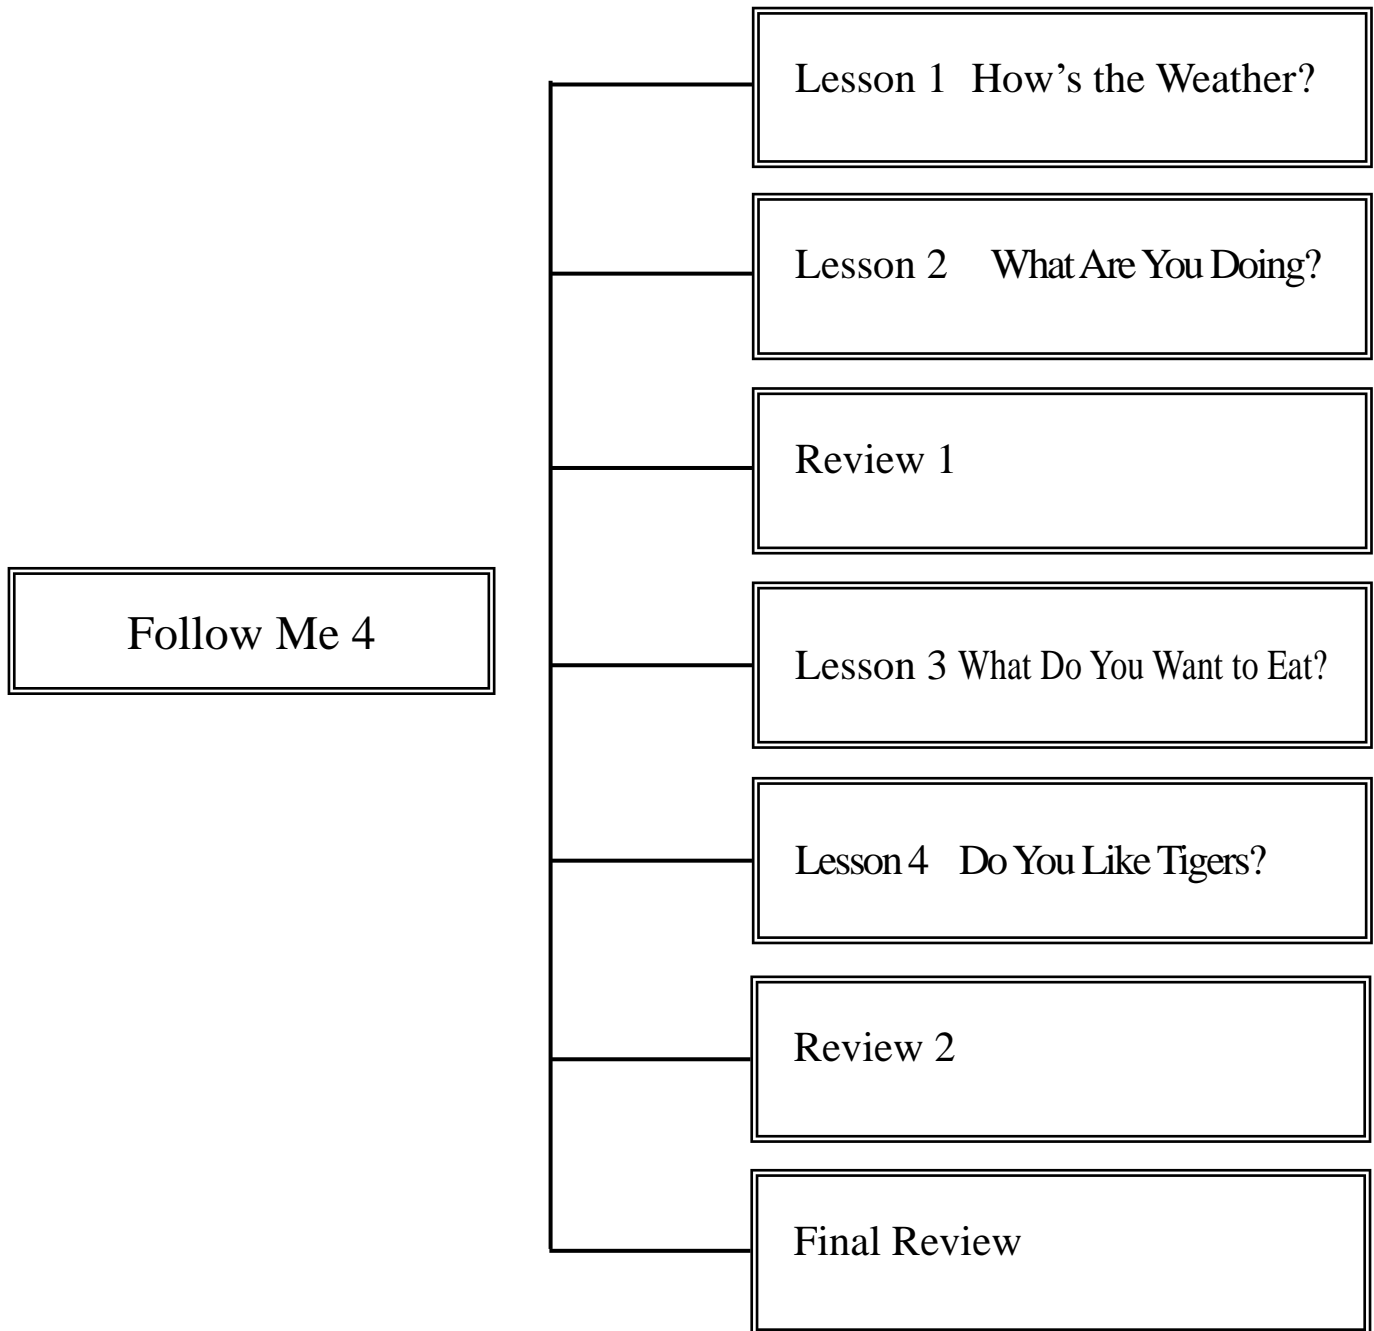 Follow Me 4
Lesson 1 How’s the Weather?
Lesson 2 What Are You Doing?
Review 1
Lesson 3 What Do You Want to Eat?
Lesson 4 Do You Like Tigers?
Review 2
Final Review